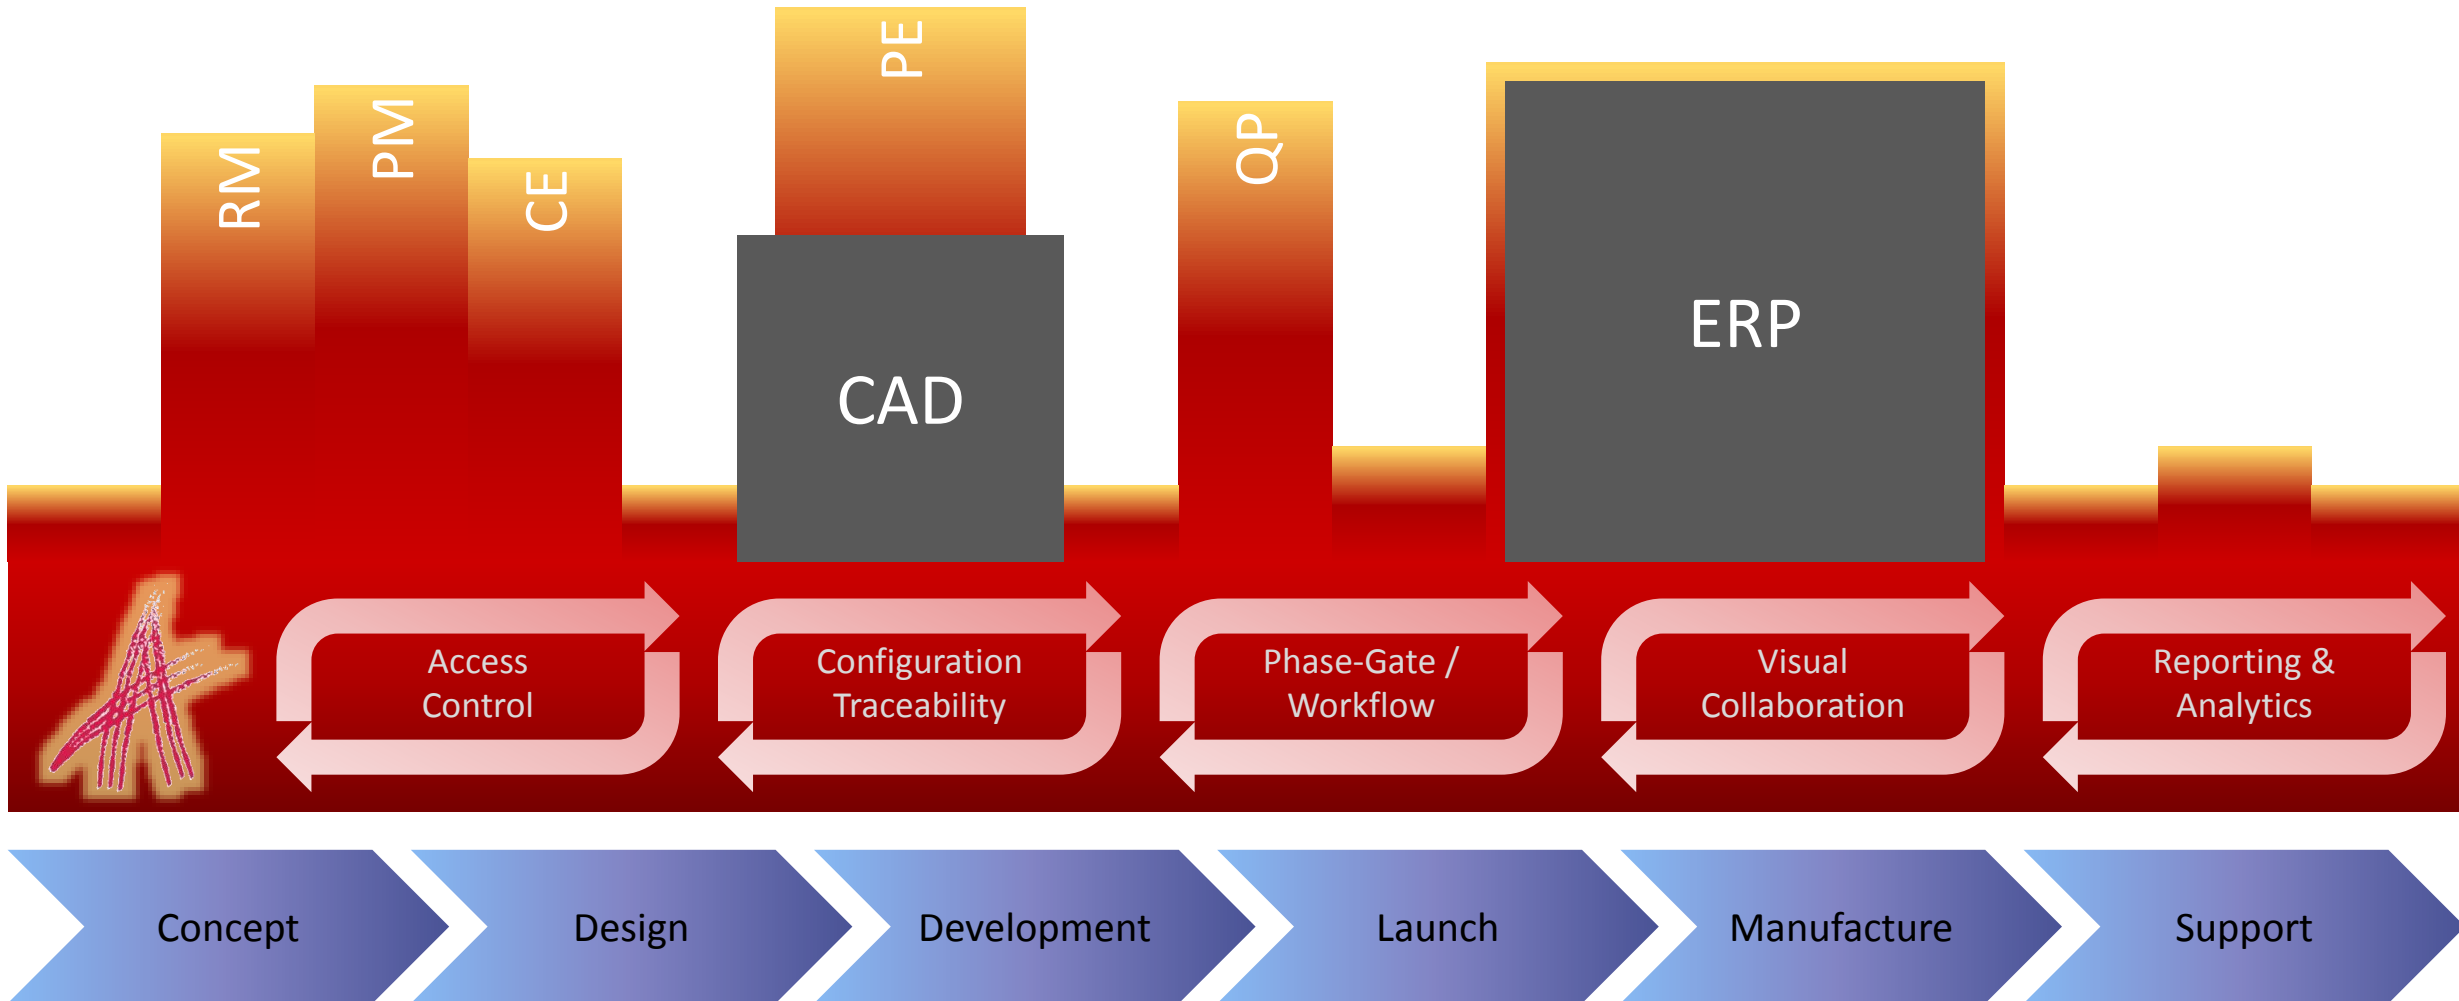 RM
PM
CE
PE
CAD
QP
ERP
Access
Control
Configuration
Traceability
Phase-Gate /
Workflow
Visual
Collaboration
Reporting &
Analytics
Concept
Design
Development
Launch
Manufacture
Support